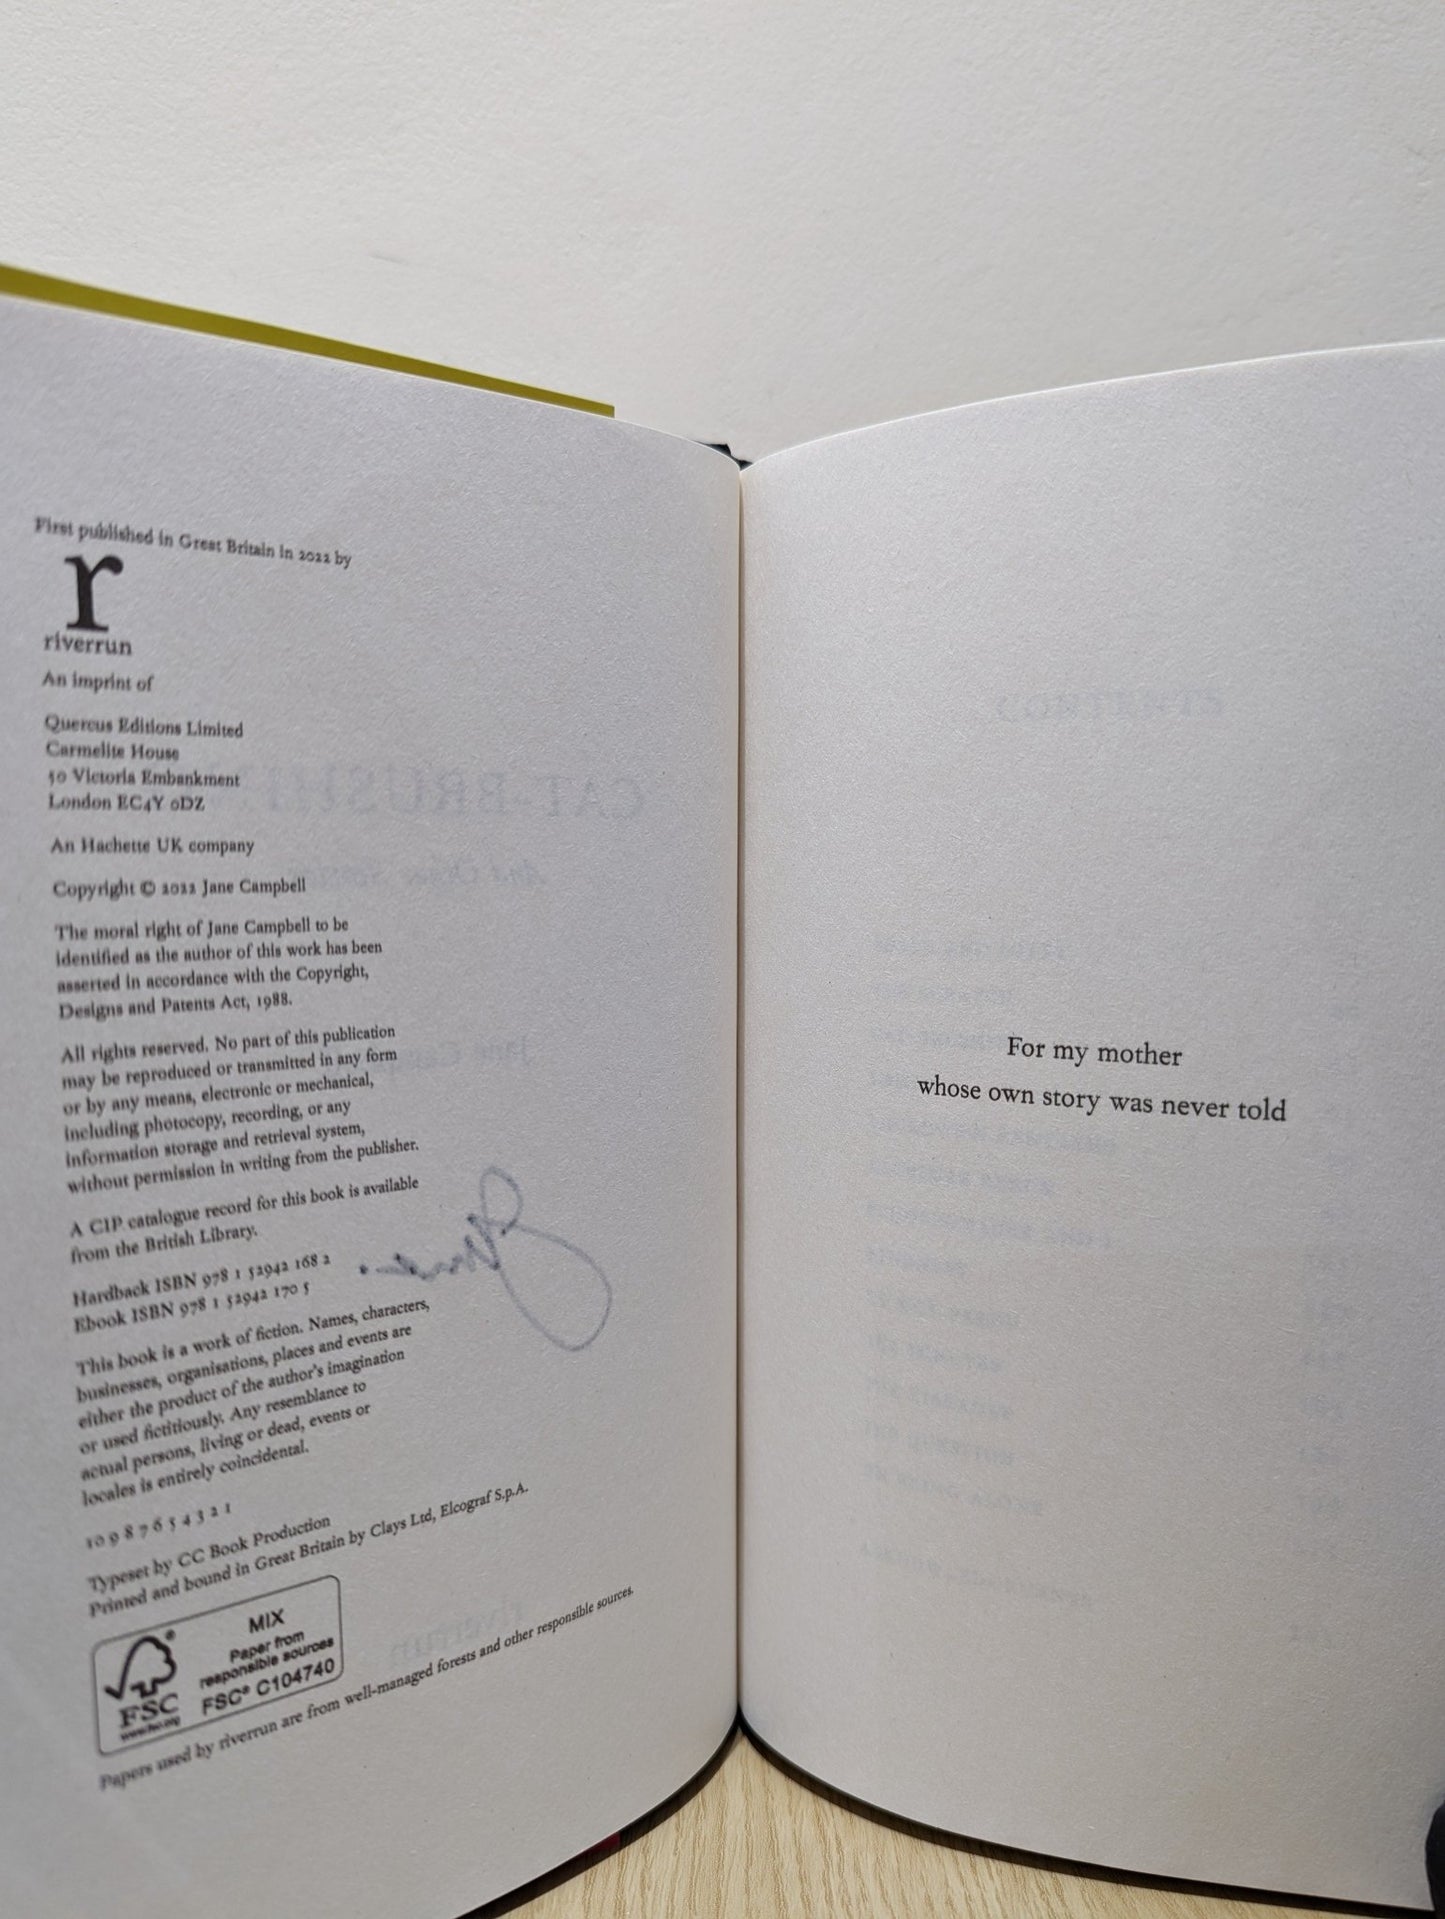 First published in Great Britain in 2022 by
r
riverrun
An imprint of
Quercus Editions Limited
Carmelite House
50 Victoria Embankment
London EC4Y 0DZ
An Hachette UK company
Copyright © 2022 Jane Campbell
The moral right of Jane Campbell to be
identified as the author of this work has been
asserted in accordance with the Copyright,
Designs and Patents Act, 1988.
All rights reserved. No part of this publication
may be reproduced or transmitted in any form
or by any means, electronic or mechanical,
including photocopy, recording, or any
information storage and retrieval system,
without permission in writing from the publisher.
A CIP catalogue record for this book is available
from the British Library.
Hardback ISBN 978 1 52942 168 2
Ebook ISBN 978 1 52942 170 5
This book is a work of fiction. Names, characters,
businesses, organisations, places and events are
either the product of the author's imagination
or used fictitiously. Any resemblance to
actual persons, living or dead, events or
locales is entirely coincidental.
10 9 8 7 6 5 4 3 2 1
Typeset by CC Book Production
Printed and bound in Great Britain by Clays Ltd, Elcograf S.p.A.
MIX
Paper from
responsible sources
FSC® C104740
FSC
www.fsc.org
Papers used by riverrun are from well-managed forests and other responsible sources.
For my mother
whose own story was never told